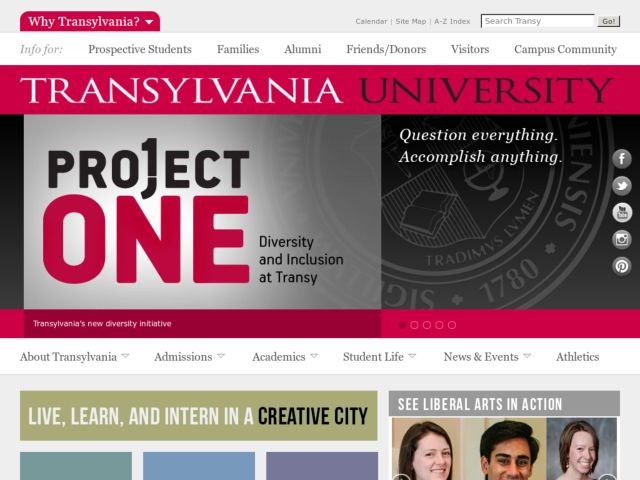 Why Transylvania?
Calendar | Site Map | A-Z Index
Search Transy
Go!
Info for:
Prospective Students
Families
Alumni
Friends/Donors
Visitors
Campus Community
TRANSYLVANIA UNIVERSITY
PROJECT
ONE
Diversity
and Inclusion
at Transy
Question everything.
Accomplish anything.
TRADIMVS LVMEN
1780
You
Tube
Transylvania's new diversity initiative
About Transylvania
Admissions
Academics
Student Life
News & Events
Athletics
LIVE, LEARN, AND INTERN IN A CREATIVE CITY
SEE LIBERAL ARTS IN ACTION